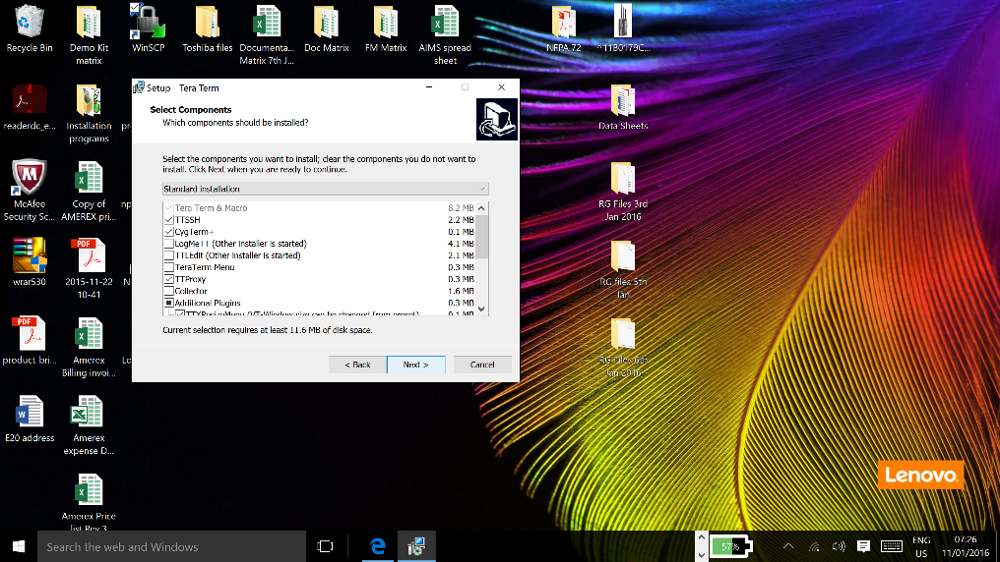 Recycle Bin
Demo Kit
matrix
WinSCP
Toshiba files
Documenta...
Matrix 7th J...
Doc Matrix
FM Matrix
AIMS spread
sheet
NFPA 72
^11B0179C...
readerdc_e...
Installation
programs
pr
Data Sheets
McAfee
Security Sc...
Copy of
AMEREX pri...
np
RG Files 3rd
Jan 2016
wrar530
PDF
2015-11-22
10-41
N
RG files 5th
Jan.
PDF
product bri...
Amerex
Billing invoi...
Lo
RG files 6th
Jan 2016
E20 address
Amerex
expense D...
Amerex Price
list Rev 3
Setup Tera Term
Select Components
Which components should be installed?
Select the components you want to install; clear the components you do not want to
install. Click Next when you are ready to continue.
Standard installation
Tera Term & Macro 8.2 MB
TTSSH 2.2 MB
CygTerm+ 0.1 MB
LogMeTT (Other installer is started) 4.1 MB
TTLEdit (Other installer is started) 2.1 MB
TeraTerm Menu 0.3 MB
TTProxy 0.3 MB
Collector 1.6 MB
Additional Plugins 0.3 MB
TTXResizeMenu (VT-Window size can be changed from preset) 0.1 MB
Current selection requires at least 11.6 MB of disk space.
< Back
Next >
Cancel
Lenovo
Search the web and Windows
57%
ENG
US
07:26
11/01/2016